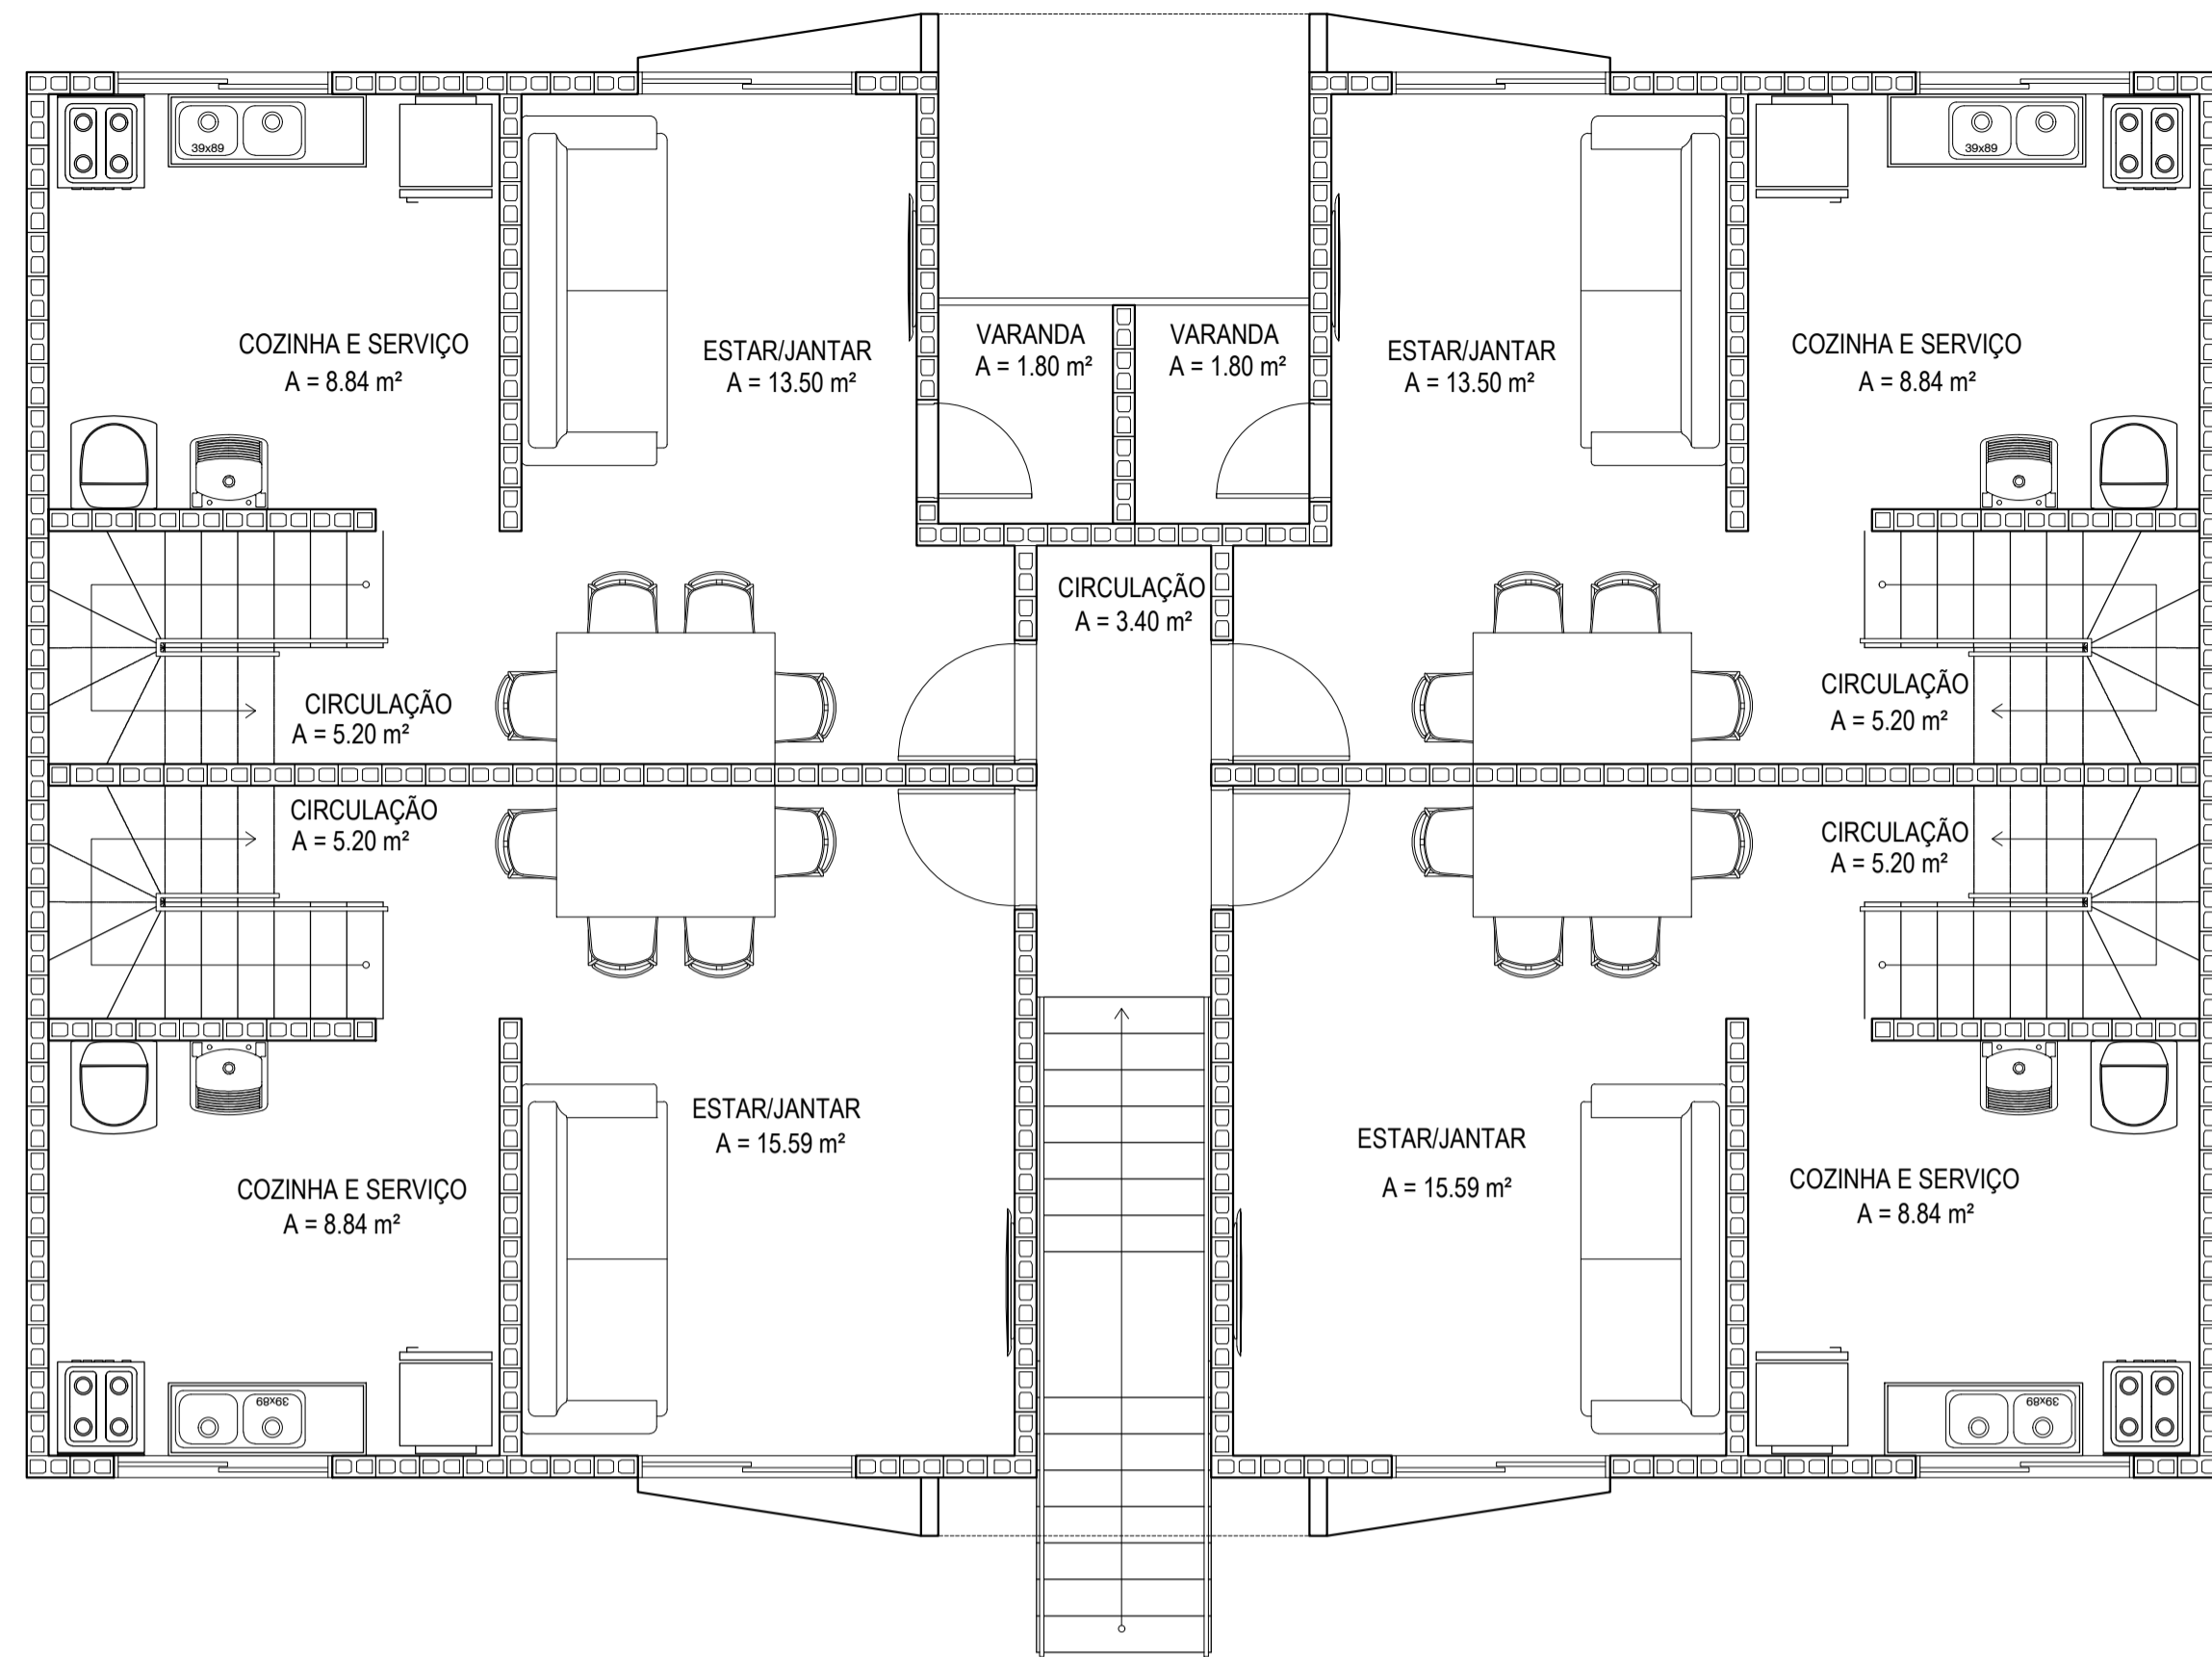 39x89
39x89
COZINHA E SERVIÇO
A = 8.84 m²
ESTAR/JANTAR
A = 13.50 m²
VARANDA
A = 1.80 m²
VARANDA
A = 1.80 m²
ESTAR/JANTAR
A = 13.50 m²
COZINHA E SERVIÇO
A = 8.84 m²
CIRCULAÇÃO
A = 3.40 m²
CIRCULAÇÃO
A = 5.20 m²
CIRCULAÇÃO
A = 5.20 m²
CIRCULAÇÃO
A = 5.20 m²
CIRCULAÇÃO
A = 5.20 m²
COZINHA E SERVIÇO
A = 8.84 m²
ESTAR/JANTAR
A = 15.59 m²
ESTAR/JANTAR
A = 15.59 m²
COZINHA E SERVIÇO
A = 8.84 m²
39x89
39x89